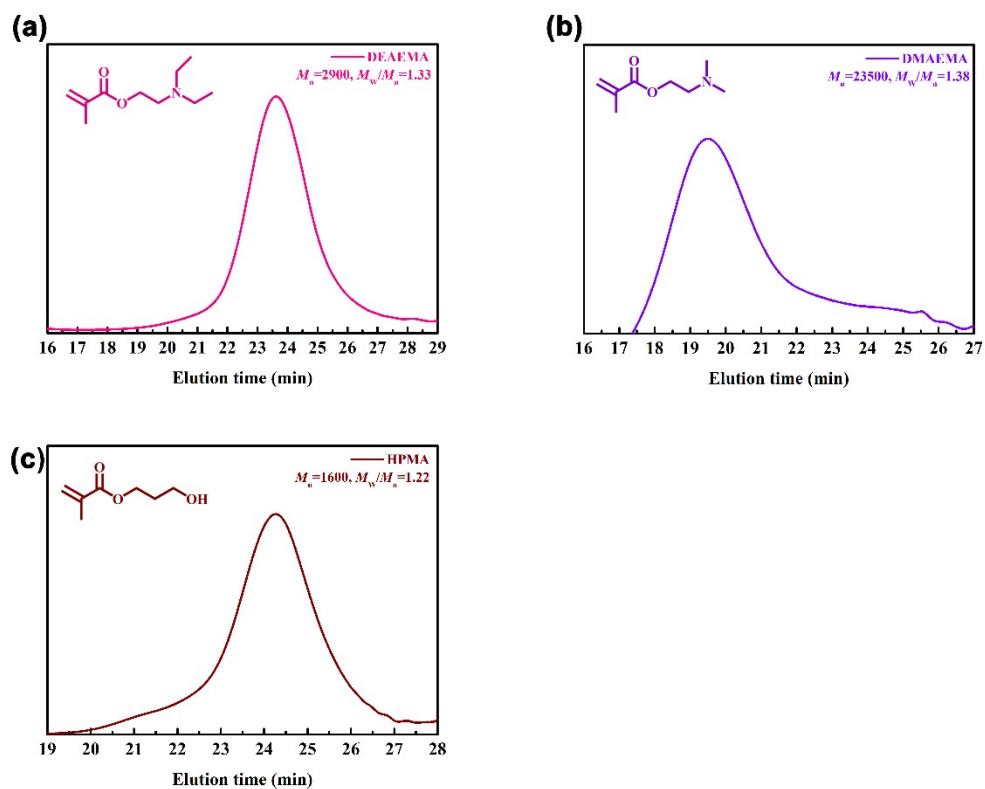 (a)
DEAEMA
Mn=2900, MW/Mn=1.33
O
O
N
16 17 18 19 20 21 22 23 24 25 26 27 28 29
Elution time (min)
(b)
DMAEMA
Mn=23500, MW/Mn=1.38
O
O
N
16 17 18 19 20 21 22 23 24 25 26 27
Elution time (min)
(c)
HPMA
Mn=1600, MW/Mn=1.22
O
O
OH
19 20 21 22 23 24 25 26 27 28
Elution time (min)